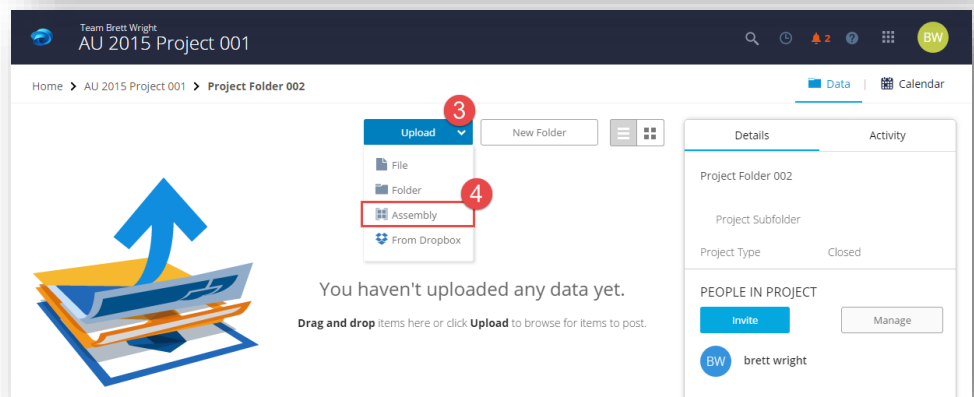 Team Brett Wright
AU 2015 Project 001
2
?
BW
Home > AU 2015 Project 001 > Project Folder 002
Data | Calendar
3
Upload
New Folder
File
Folder
4
Assembly
From Dropbox
You haven't uploaded any data yet.
Drag and drop items here or click Upload to browse for items to post.
Details Activity
Project Folder 002
Project Subfolder
Project Type Closed
PEOPLE IN PROJECT
Invite Manage
BW brett wright